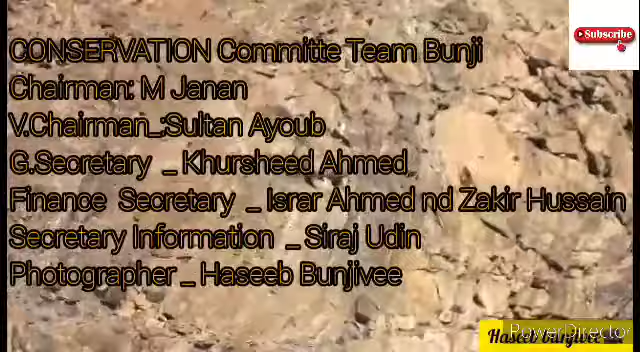 Subscribe
CONSERVATION Committe Team Bunji
Chairman: M Janan
V.Chairman_:Sultan Ayoub
G.Secretary _ Khursheed Ahmed,
Finance Secretary _ Israr Ahmed nd Zakir Hussain
Secretary Information _ Siraj Udin
Photographer _ Haseeb Bunjivee
PowerDirector
Haseeb Bunjivee